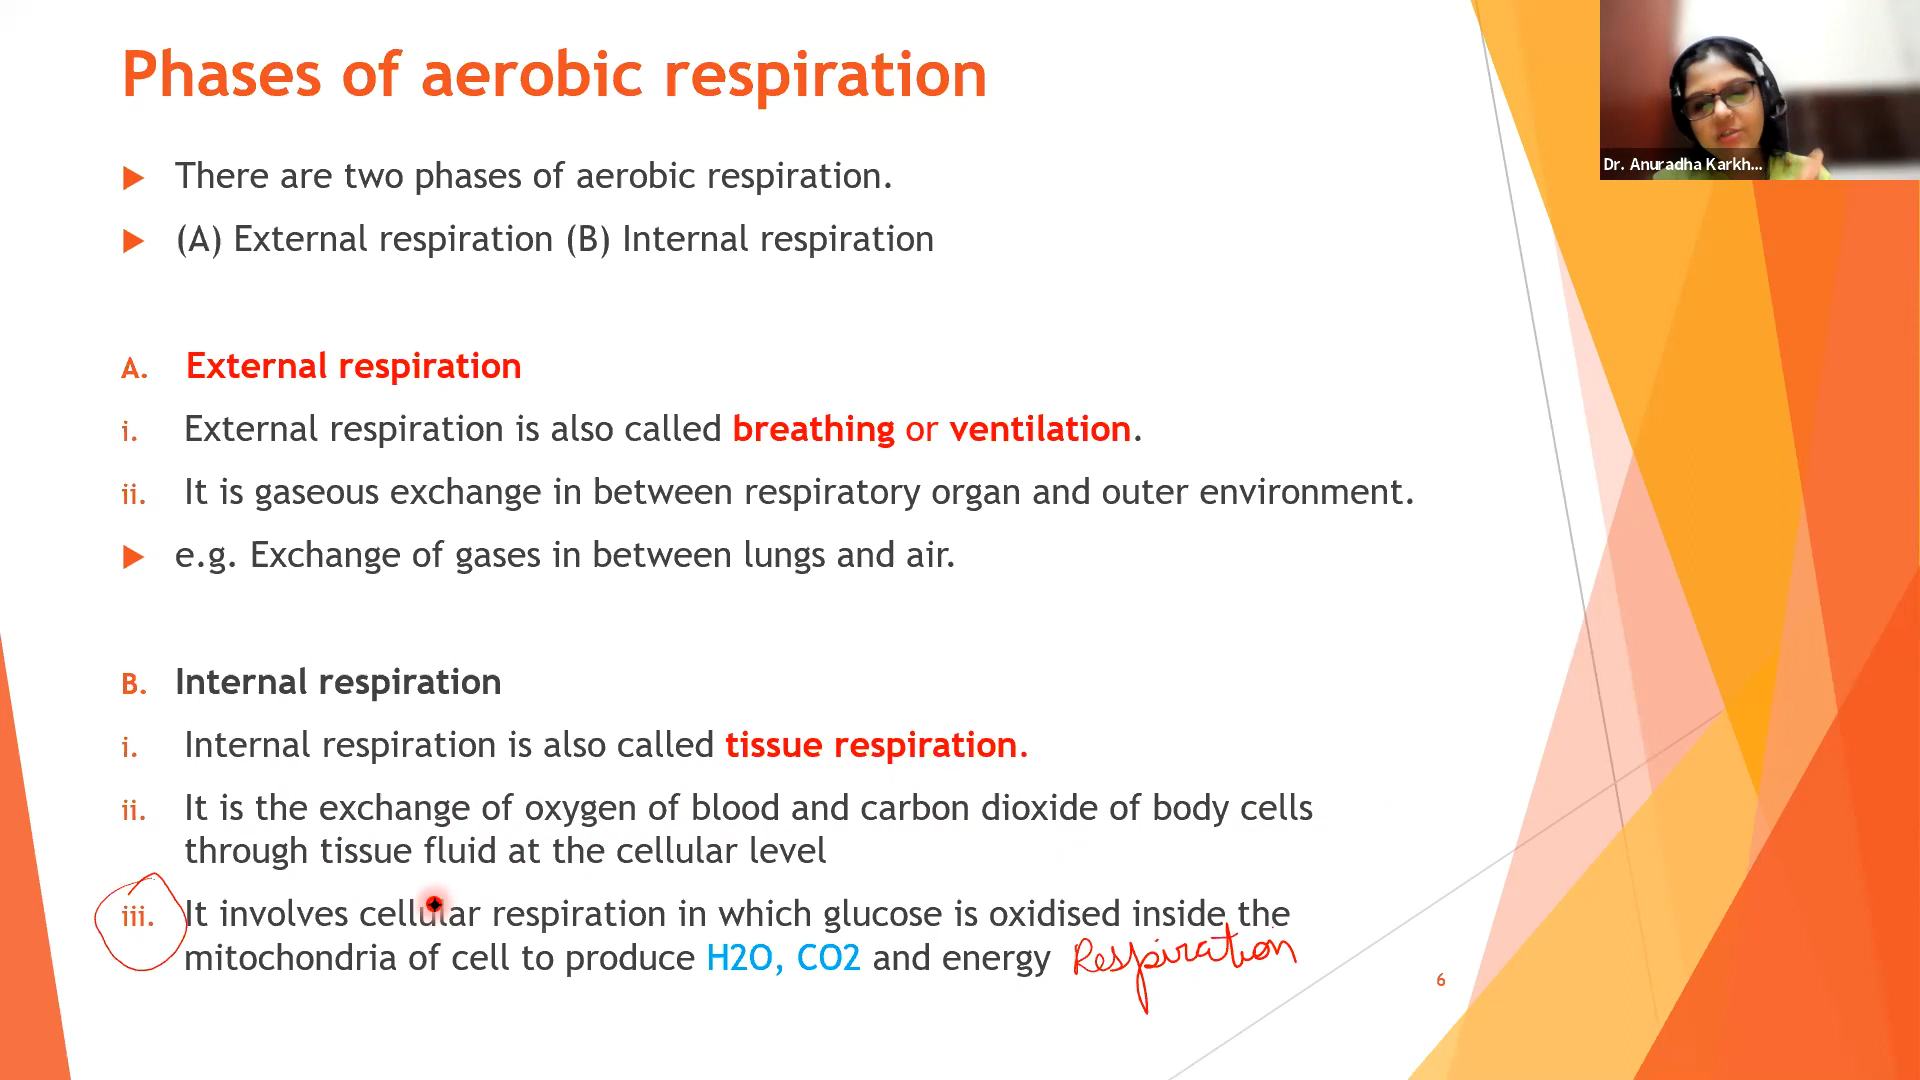 Phases of aerobic respiration
Dr. Anuradha Karkh...
There are two phases of aerobic respiration.
(A) External respiration (B) Internal respiration
A. External respiration
i. External respiration is also called breathing or ventilation.
ii. It is gaseous exchange in between respiratory organ and outer environment.
e.g. Exchange of gases in between lungs and air.
B. Internal respiration
i. Internal respiration is also called tissue respiration.
ii. It is the exchange of oxygen of blood and carbon dioxide of body cells
through tissue fluid at the cellular level
iii. It involves cellular respiration in which glucose is oxidised inside the
mitochondria of cell to produce H2O, CO2 and energy Respiration
6